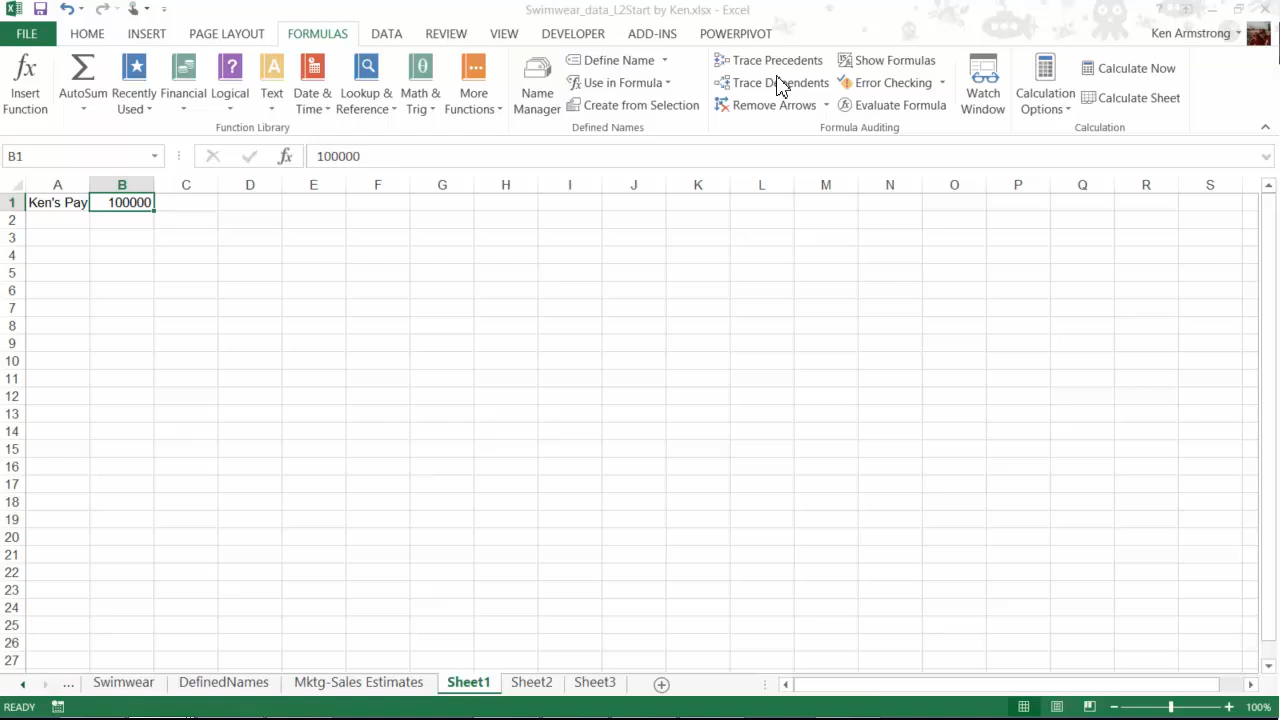 Swimwear_data_L2Start by Ken.xlsx - Excel
FILE HOME INSERT PAGE LAYOUT FORMULAS DATA REVIEW VIEW DEVELOPER ADD-INS POWERPIVOT Ken Armstrong
Insert Function
AutoSum
Recently Used
Financial
Logical
Text
Date & Time
Lookup & Reference
Math & Trig
More Functions
Function Library
Name Manager
Define Name
Use in Formula
Create from Selection
Defined Names
Trace Precedents
Trace Dependents
Remove Arrows
Show Formulas
Error Checking
Evaluate Formula
Formula Auditing
Watch Window
Calculation Options
Calculate Now
Calculate Sheet
Calculation
B1 fx 100000
A B C D E F G H I J K L M N O P Q R S
1 Ken's Pay 100000
2
3
4
5
6
7
8
9
10
11
12
13
14
15
16
17
18
19
20
21
22
23
24
25
26
27
... Swimwear DefinedNames Mktg-Sales Estimates Sheet1 Sheet2 Sheet3
READY 100%